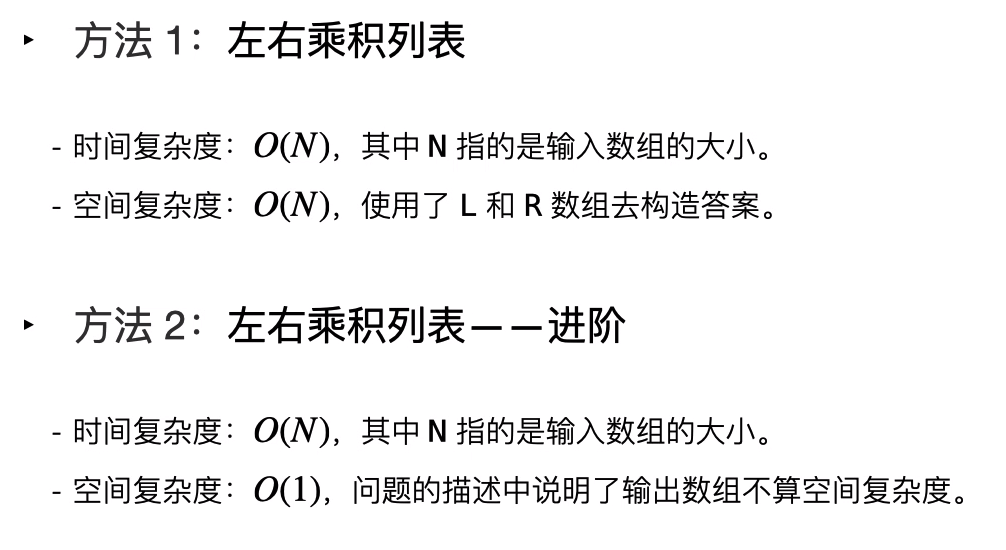 ‣ 方法 1：左右乘积列表
- 时间复杂度：O(N)，其中 N 指的是输入数组的大小。
- 空间复杂度：O(N)，使用了 L 和 R 数组去构造答案。
‣ 方法 2：左右乘积列表——进阶
- 时间复杂度：O(N)，其中 N 指的是输入数组的大小。
- 空间复杂度：O(1)，问题的描述中说明了输出数组不算空间复杂度。